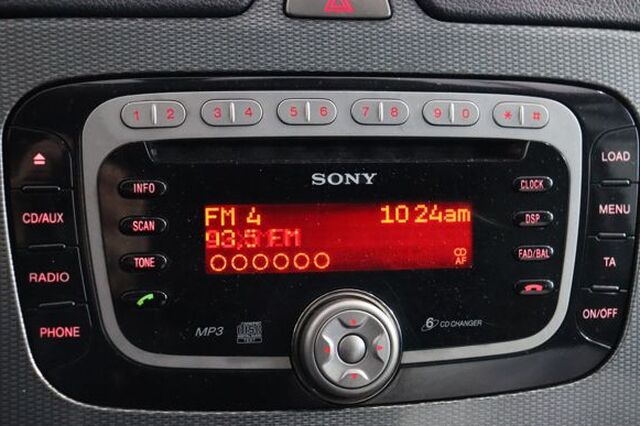 1 2 3 4 5 6 7 8 9 0 * #
SONY
INFO
SCAN
TONE
CD/AUX
RADIO
PHONE
FM 4 10 24am
93,5 FM
CD
AF
CLOCK
DSP
FAD/BAL
LOAD
MENU
TA
ON/OFF
MP3
6 CD CHANGER